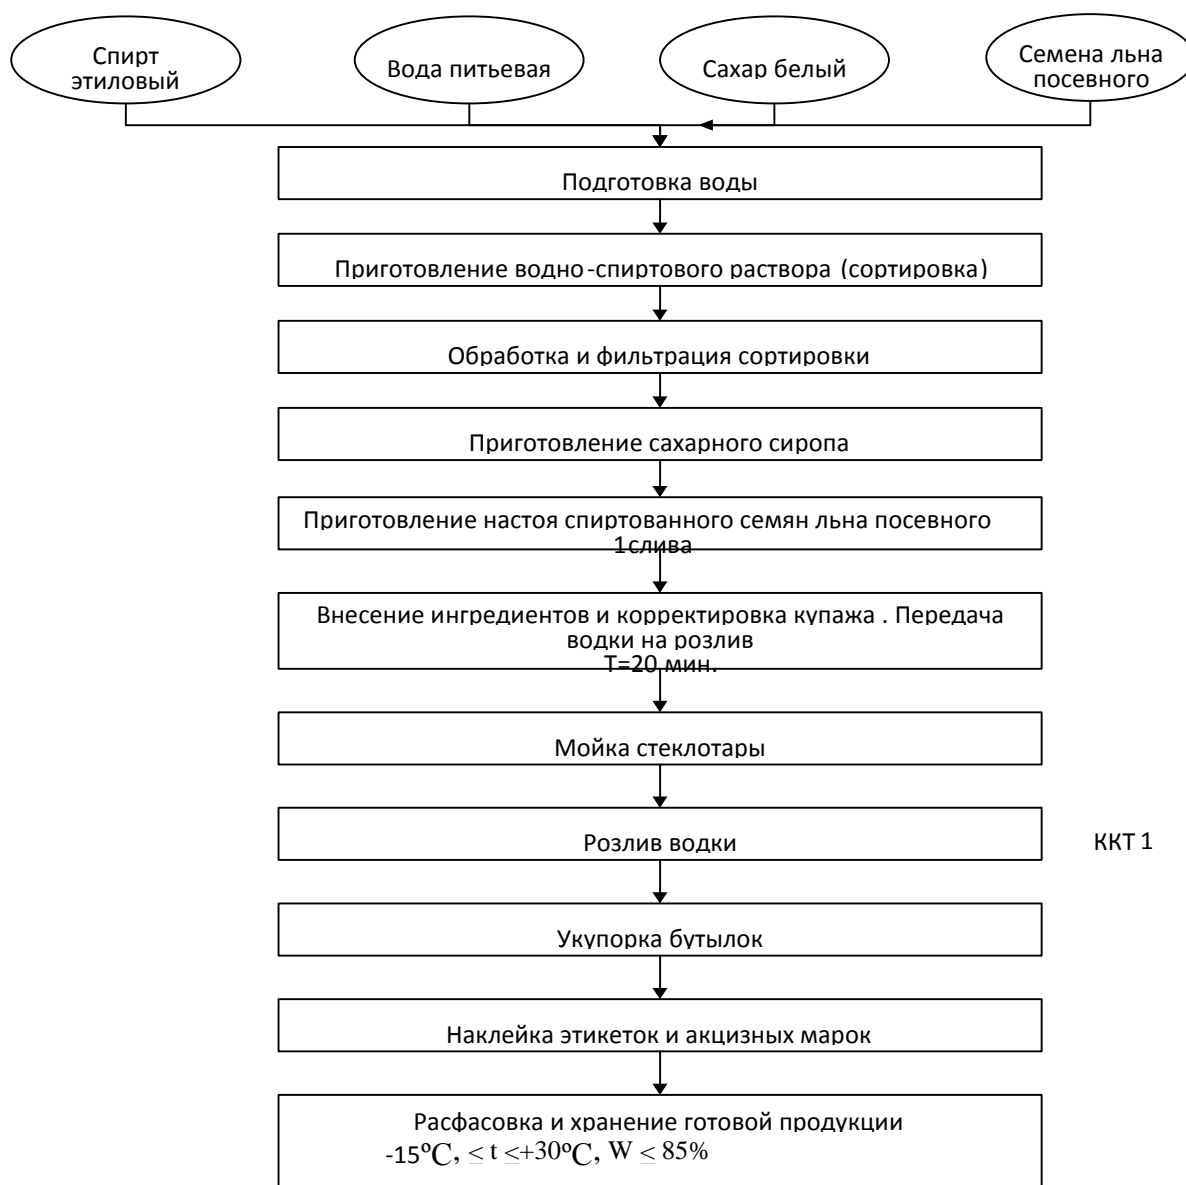 Спирт
этиловый
Вода питьевая
Сахар белый
Семена льна
посевного
Подготовка воды
Приготовление водно-спиртового раствора (сортировка)
Обработка и фильтрация сортировки
Приготовление сахарного сиропа
Приготовление настоя спиртованного семян льна посевного
1слива
Внесение ингредиентов и корректировка купажа . Передача
водки на розлив
T=20 мин.
Мойка стеклотары
Розлив водки
ККТ 1
Укупорка бутылок
Наклейка этикеток и акцизных марок
Расфасовка и хранение готовой продукции
-15ºC, ≤ t ≤+30ºC, W ≤ 85%